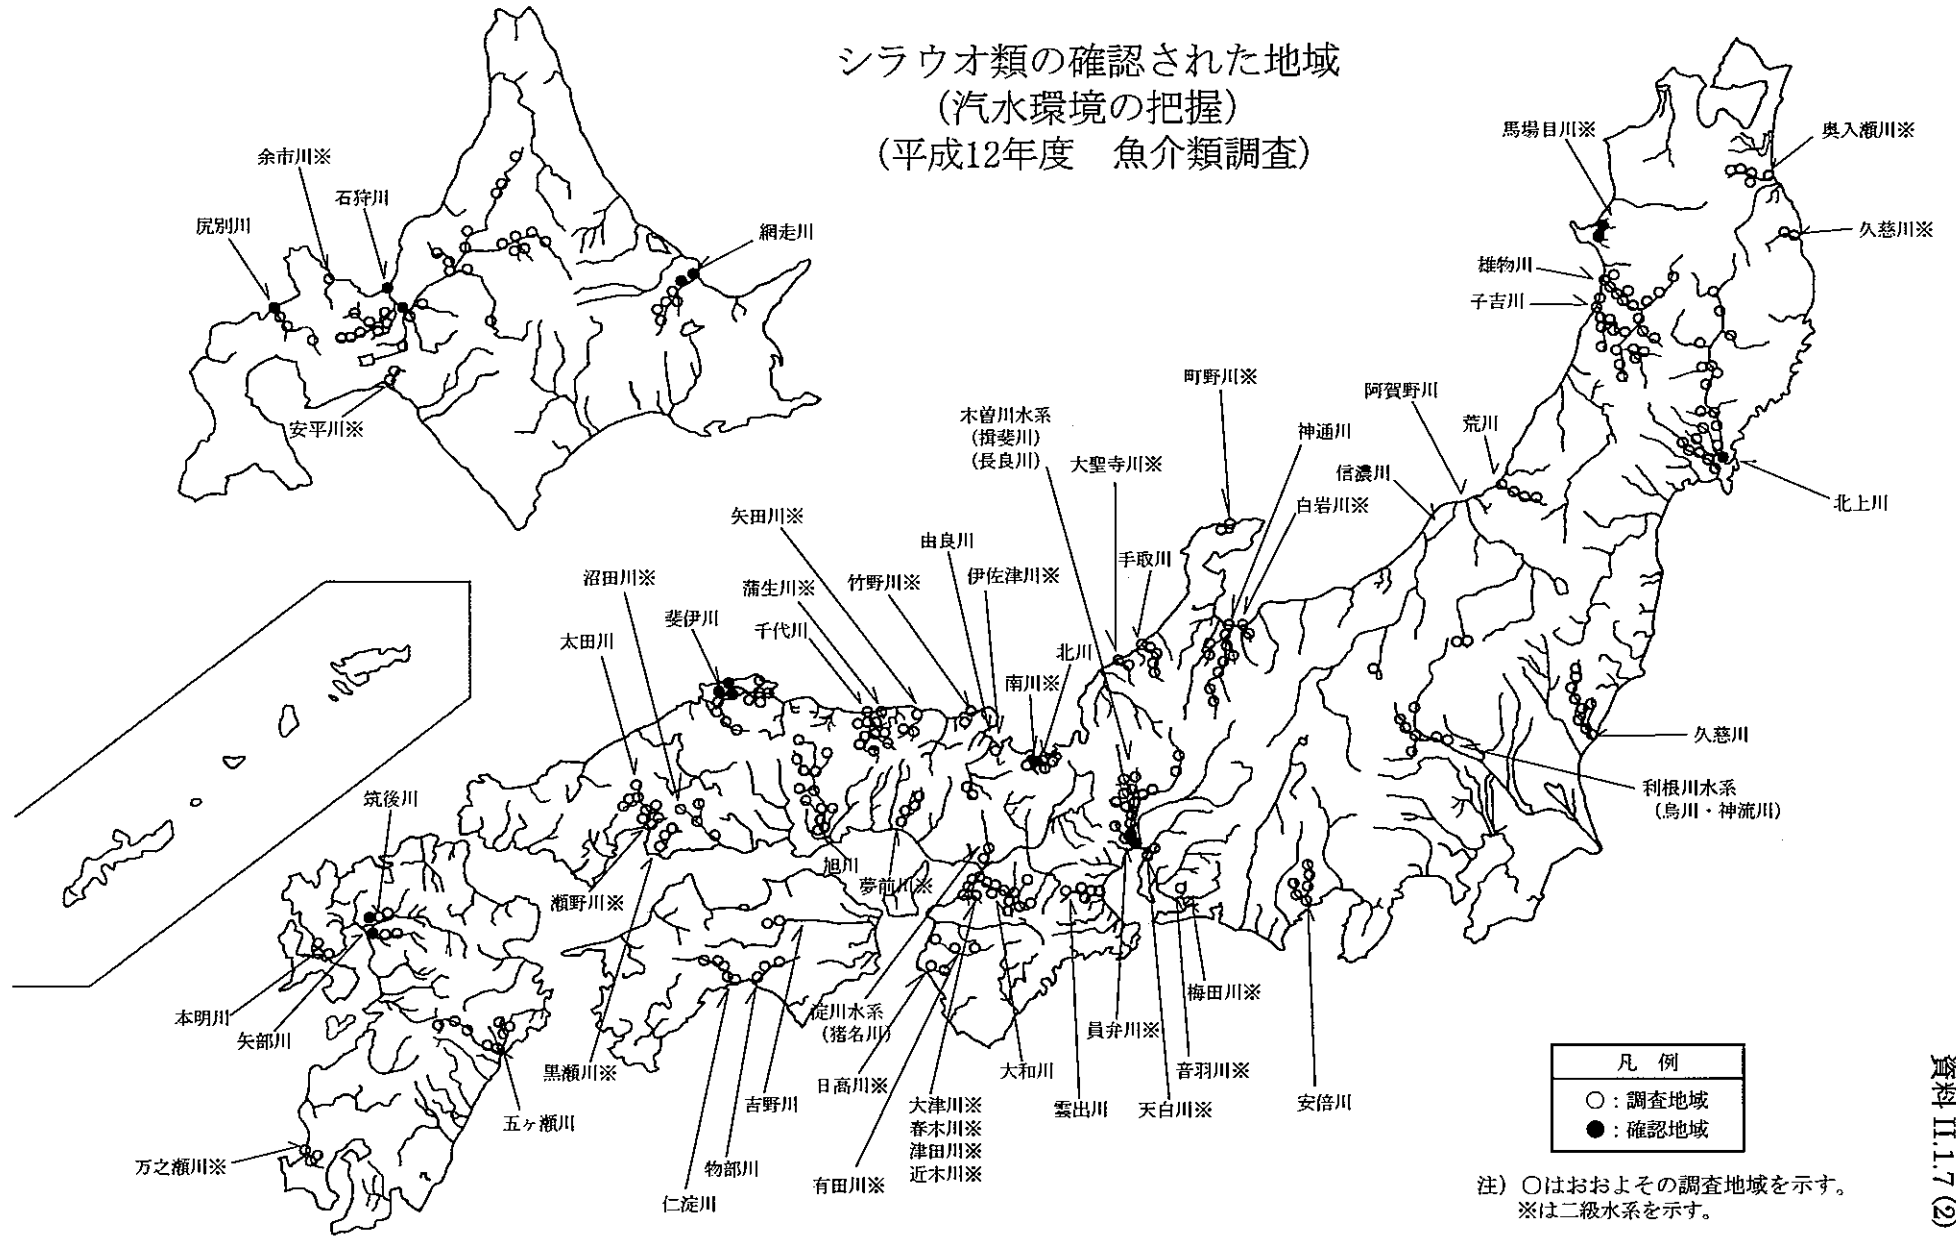 シラウオ類の確認された地域
(汽水環境の把握)
(平成12年度　魚介類調査)
余市川※
石狩川
尻別川
網走川
安平川※
馬場目川※
奥入瀬川※
久慈川※
雄物川
子吉川
北上川
町野川※
阿賀野川
荒川
木曽川水系
(揖斐川)
(長良川)
神通川
大聖寺川※
信濃川
白岩川※
手取川
矢田川※
由良川
沼田川※
蒲生川※
竹野川※
伊佐津川※
斐伊川
千代川
太田川
北川
南川※
久慈川
利根川水系
(烏川・神流川)
筑後川
旭川
夢前川※
瀬野川※
本明川
矢部川
淀川水系
(猪名川)
梅田川※
員弁川※
黒瀬川※
日高川※
大和川
音羽川※
吉野川
大津川※
春木川※
津田川※
近木川※
雲出川
天白川※
安倍川
五ヶ瀬川
万之瀬川※
物部川
有田川※
仁淀川
凡　例
○：調査地域
●：確認地域
注）○はおおよその調査地域を示す。
※は二級水系を示す。
資料 II.1.7 (2)